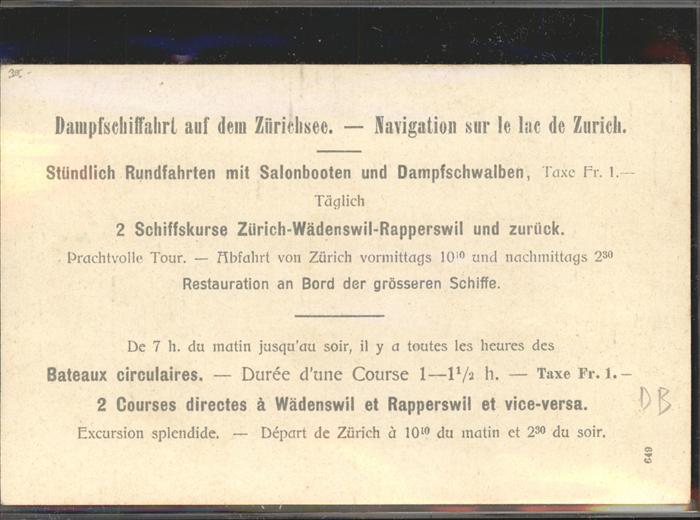 Dampfschiffahrt auf dem Zürichsee. — Navigation sur le lac de Zurich.
Stündlich Rundfahrten mit Salonbooten und Dampfschwalben, Taxe Fr. 1.—
Täglich
2 Schiffskurse Zürich-Wädenswil-Rapperswil und zurück.
Prachtvolle Tour. — Abfahrt von Zürich vormittags 10¹⁰ und nachmittags 2³⁰
Restauration an Bord der grösseren Schiffe.
De 7 h. du matin jusqu'au soir, il y a toutes les heures des
Bateaux circulaires. — Durée d'une Course 1—1½ h. — Taxe Fr. 1.—
2 Courses directes à Wädenswil et Rapperswil et vice-versa.
Excursion splendide. — Départ de Zürich à 10¹⁰ du matin et 2³⁰ du soir.
DB
649